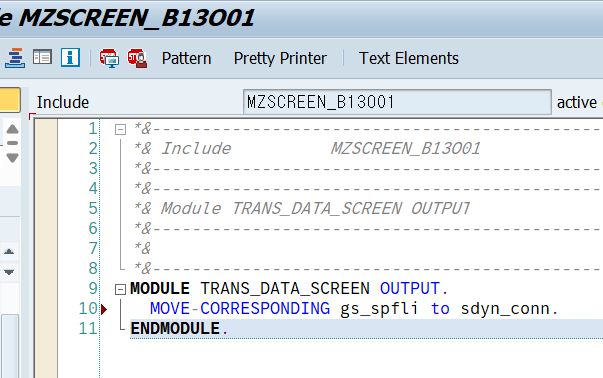 le MZSCREEN_B13O01
Pattern Pretty Printer Text Elements
Include MZSCREEN_B13O01 active
1 *&---------------------------------------------
2 *& Include MZSCREEN_B13O01
3 *&---------------------------------------------
4 *&---------------------------------------------
5 *& Module TRANS_DATA_SCREEN OUTPUT
6 *&---------------------------------------------
7 *&
8 *&---------------------------------------------
9 MODULE TRANS_DATA_SCREEN OUTPUT.
10 MOVE-CORRESPONDING gs_spfli to sdyn_conn.
11 ENDMODULE.